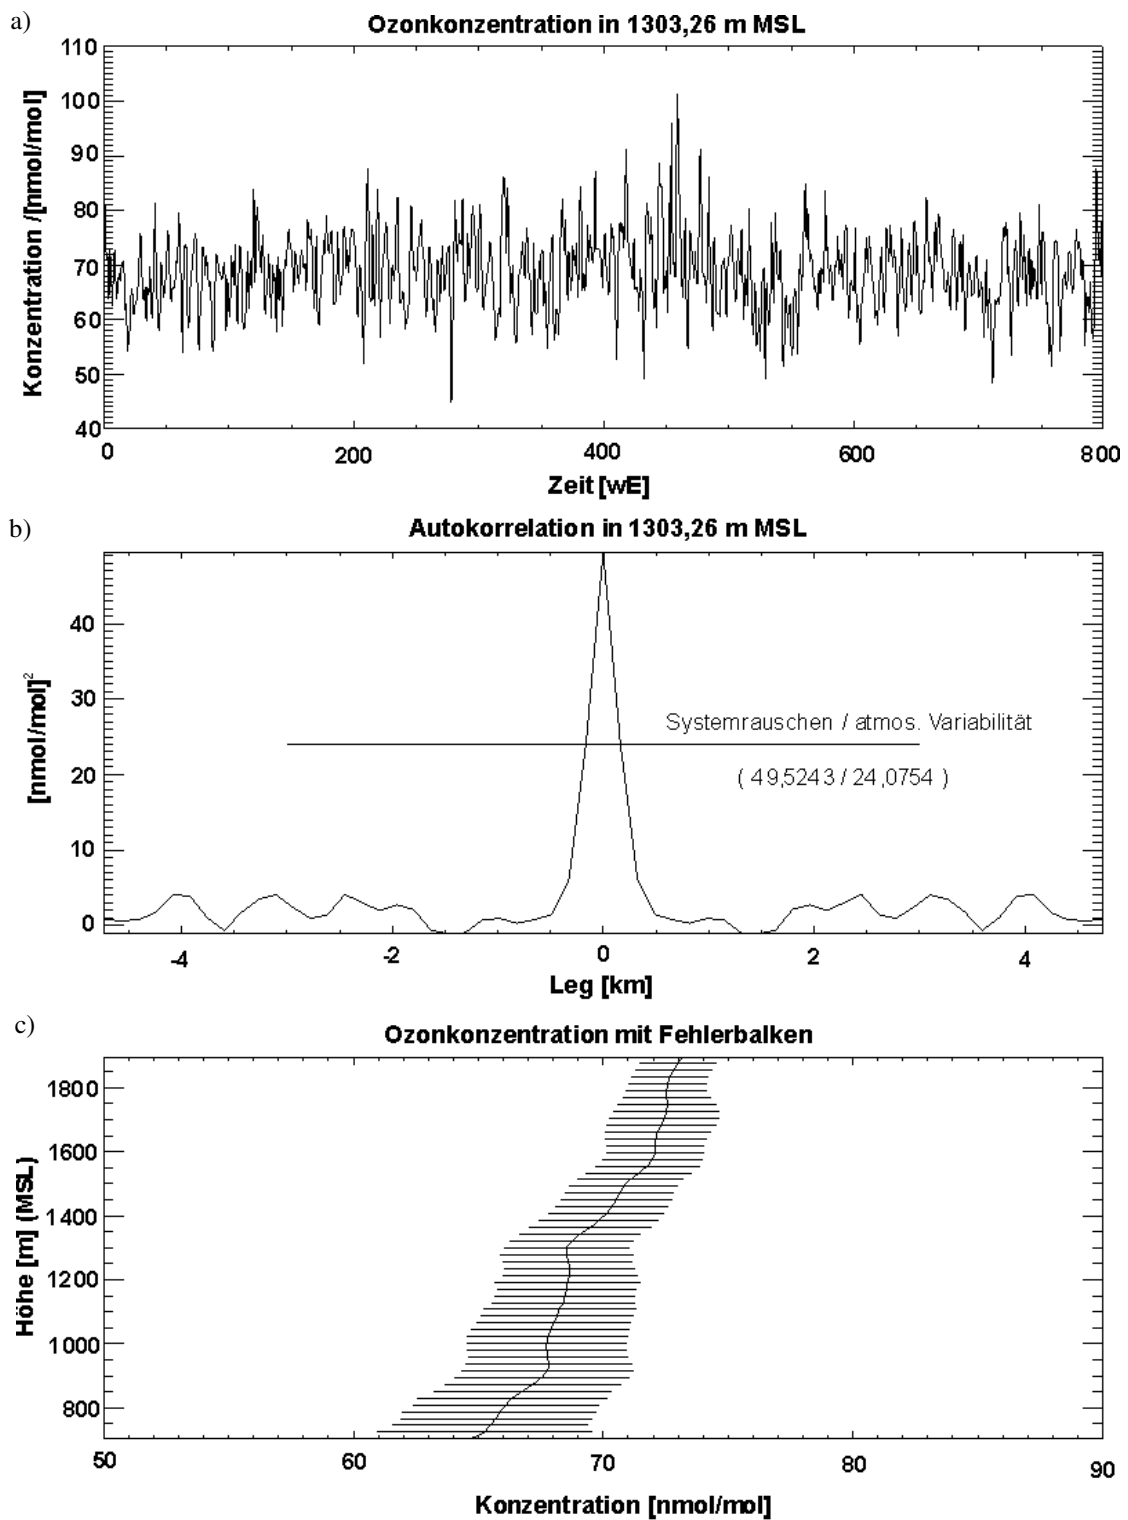 a)
Ozonkonzentration in 1303,26 m MSL
Konzentration /[nmol/mol]
110
100
90
80
70
60
50
40
0 200 400 600 800
Zeit [wE]
b)
Autokorrelation in 1303,26 m MSL
[nmol/mol]²
40
30
20
10
0
Systemrauschen / atmos. Variabilität
( 49,5243 / 24,0754 )
-4 -2 0 2 4
Leg [km]
c)
Ozonkonzentration mit Fehlerbalken
Höhe [m] (MSL)
1800
1600
1400
1200
1000
800
50 60 70 80 90
Konzentration [nmol/mol]